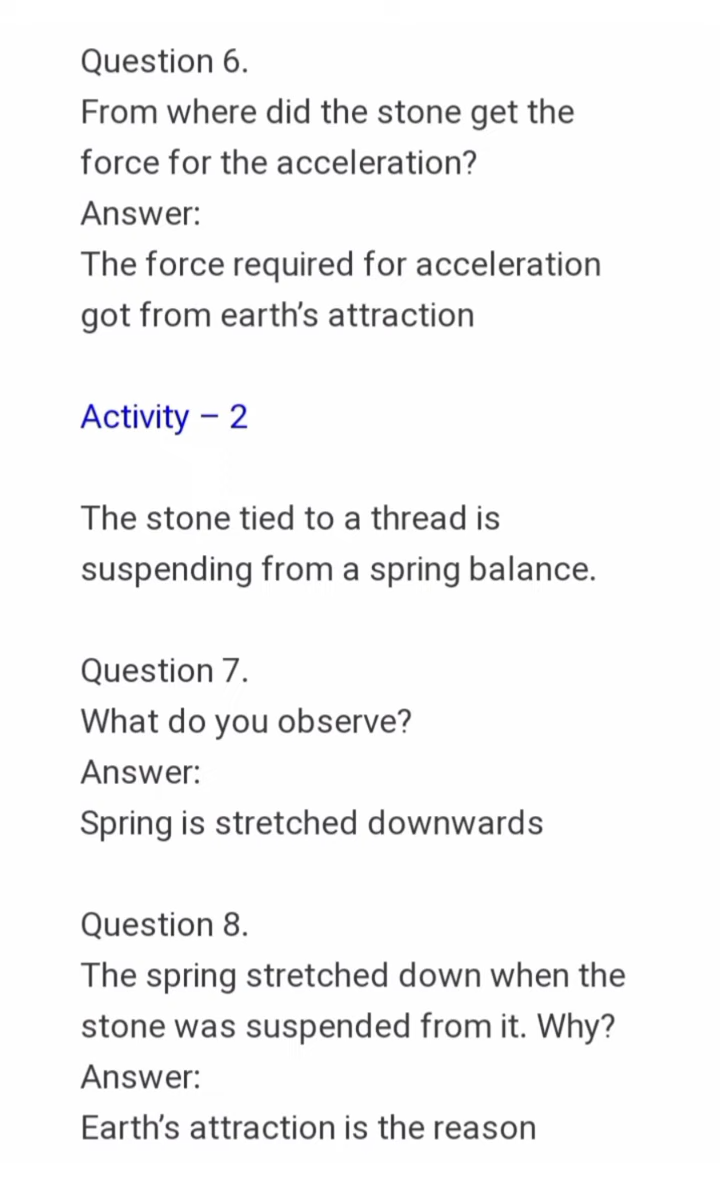 Question 6.
From where did the stone get the
force for the acceleration?
Answer:
The force required for acceleration
got from earth’s attraction
Activity – 2
The stone tied to a thread is
suspending from a spring balance.
Question 7.
What do you observe?
Answer:
Spring is stretched downwards
Question 8.
The spring stretched down when the
stone was suspended from it. Why?
Answer:
Earth’s attraction is the reason